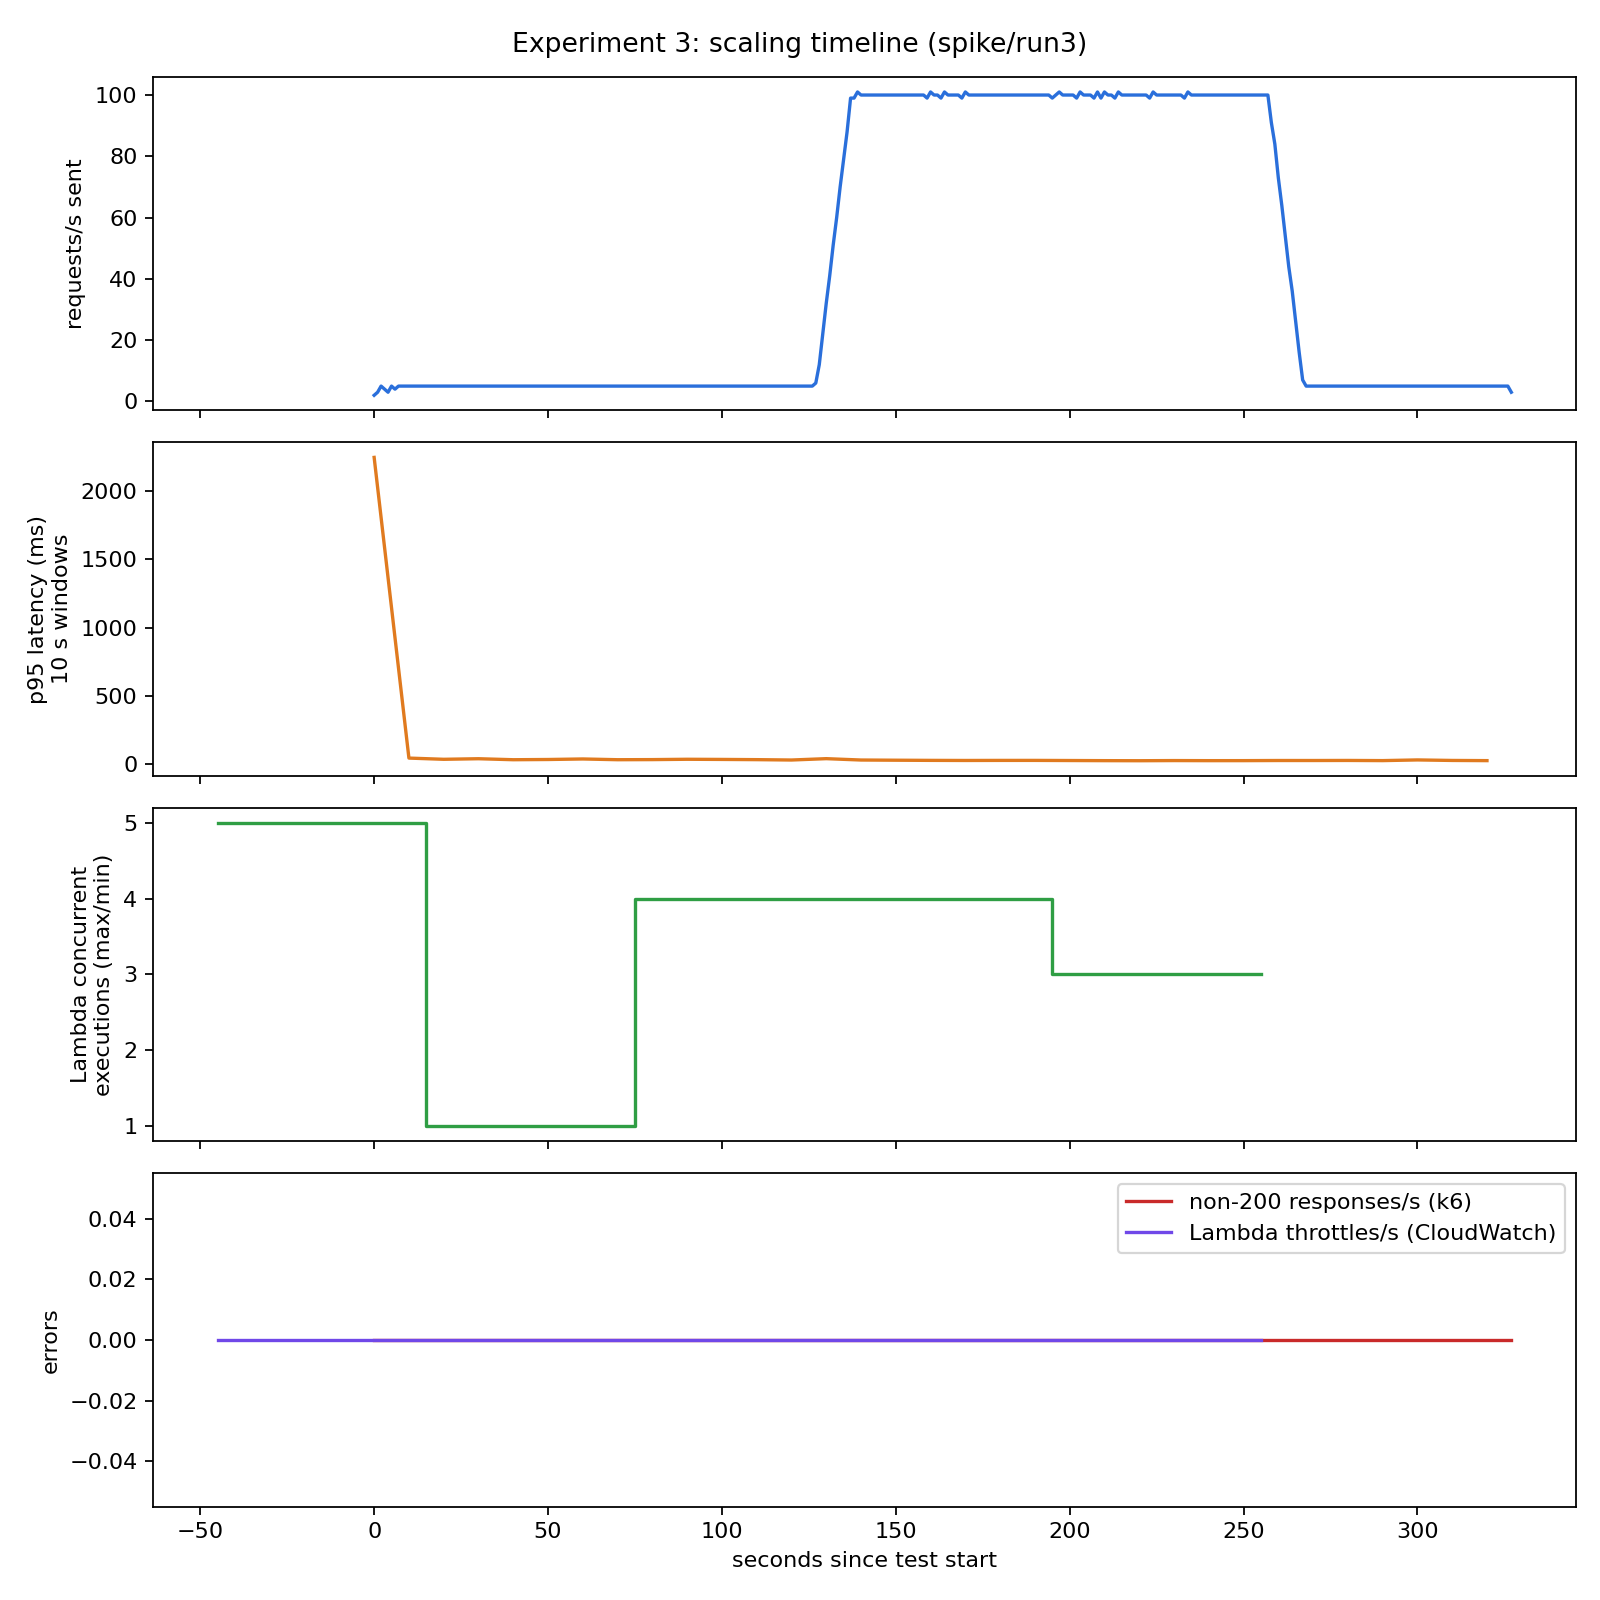 Experiment 3: scaling timeline (spike/run3)
100
80
60
40
20
0
requests/s sent
2000
1500
1000
500
0
p95 latency (ms)
10 s windows
5
4
3
2
1
Lambda concurrent
executions (max/min)
non-200 responses/s (k6)
Lambda throttles/s (CloudWatch)
0.04
0.02
0.00
−0.02
−0.04
errors
−50
0
50
100
150
200
250
300
seconds since test start